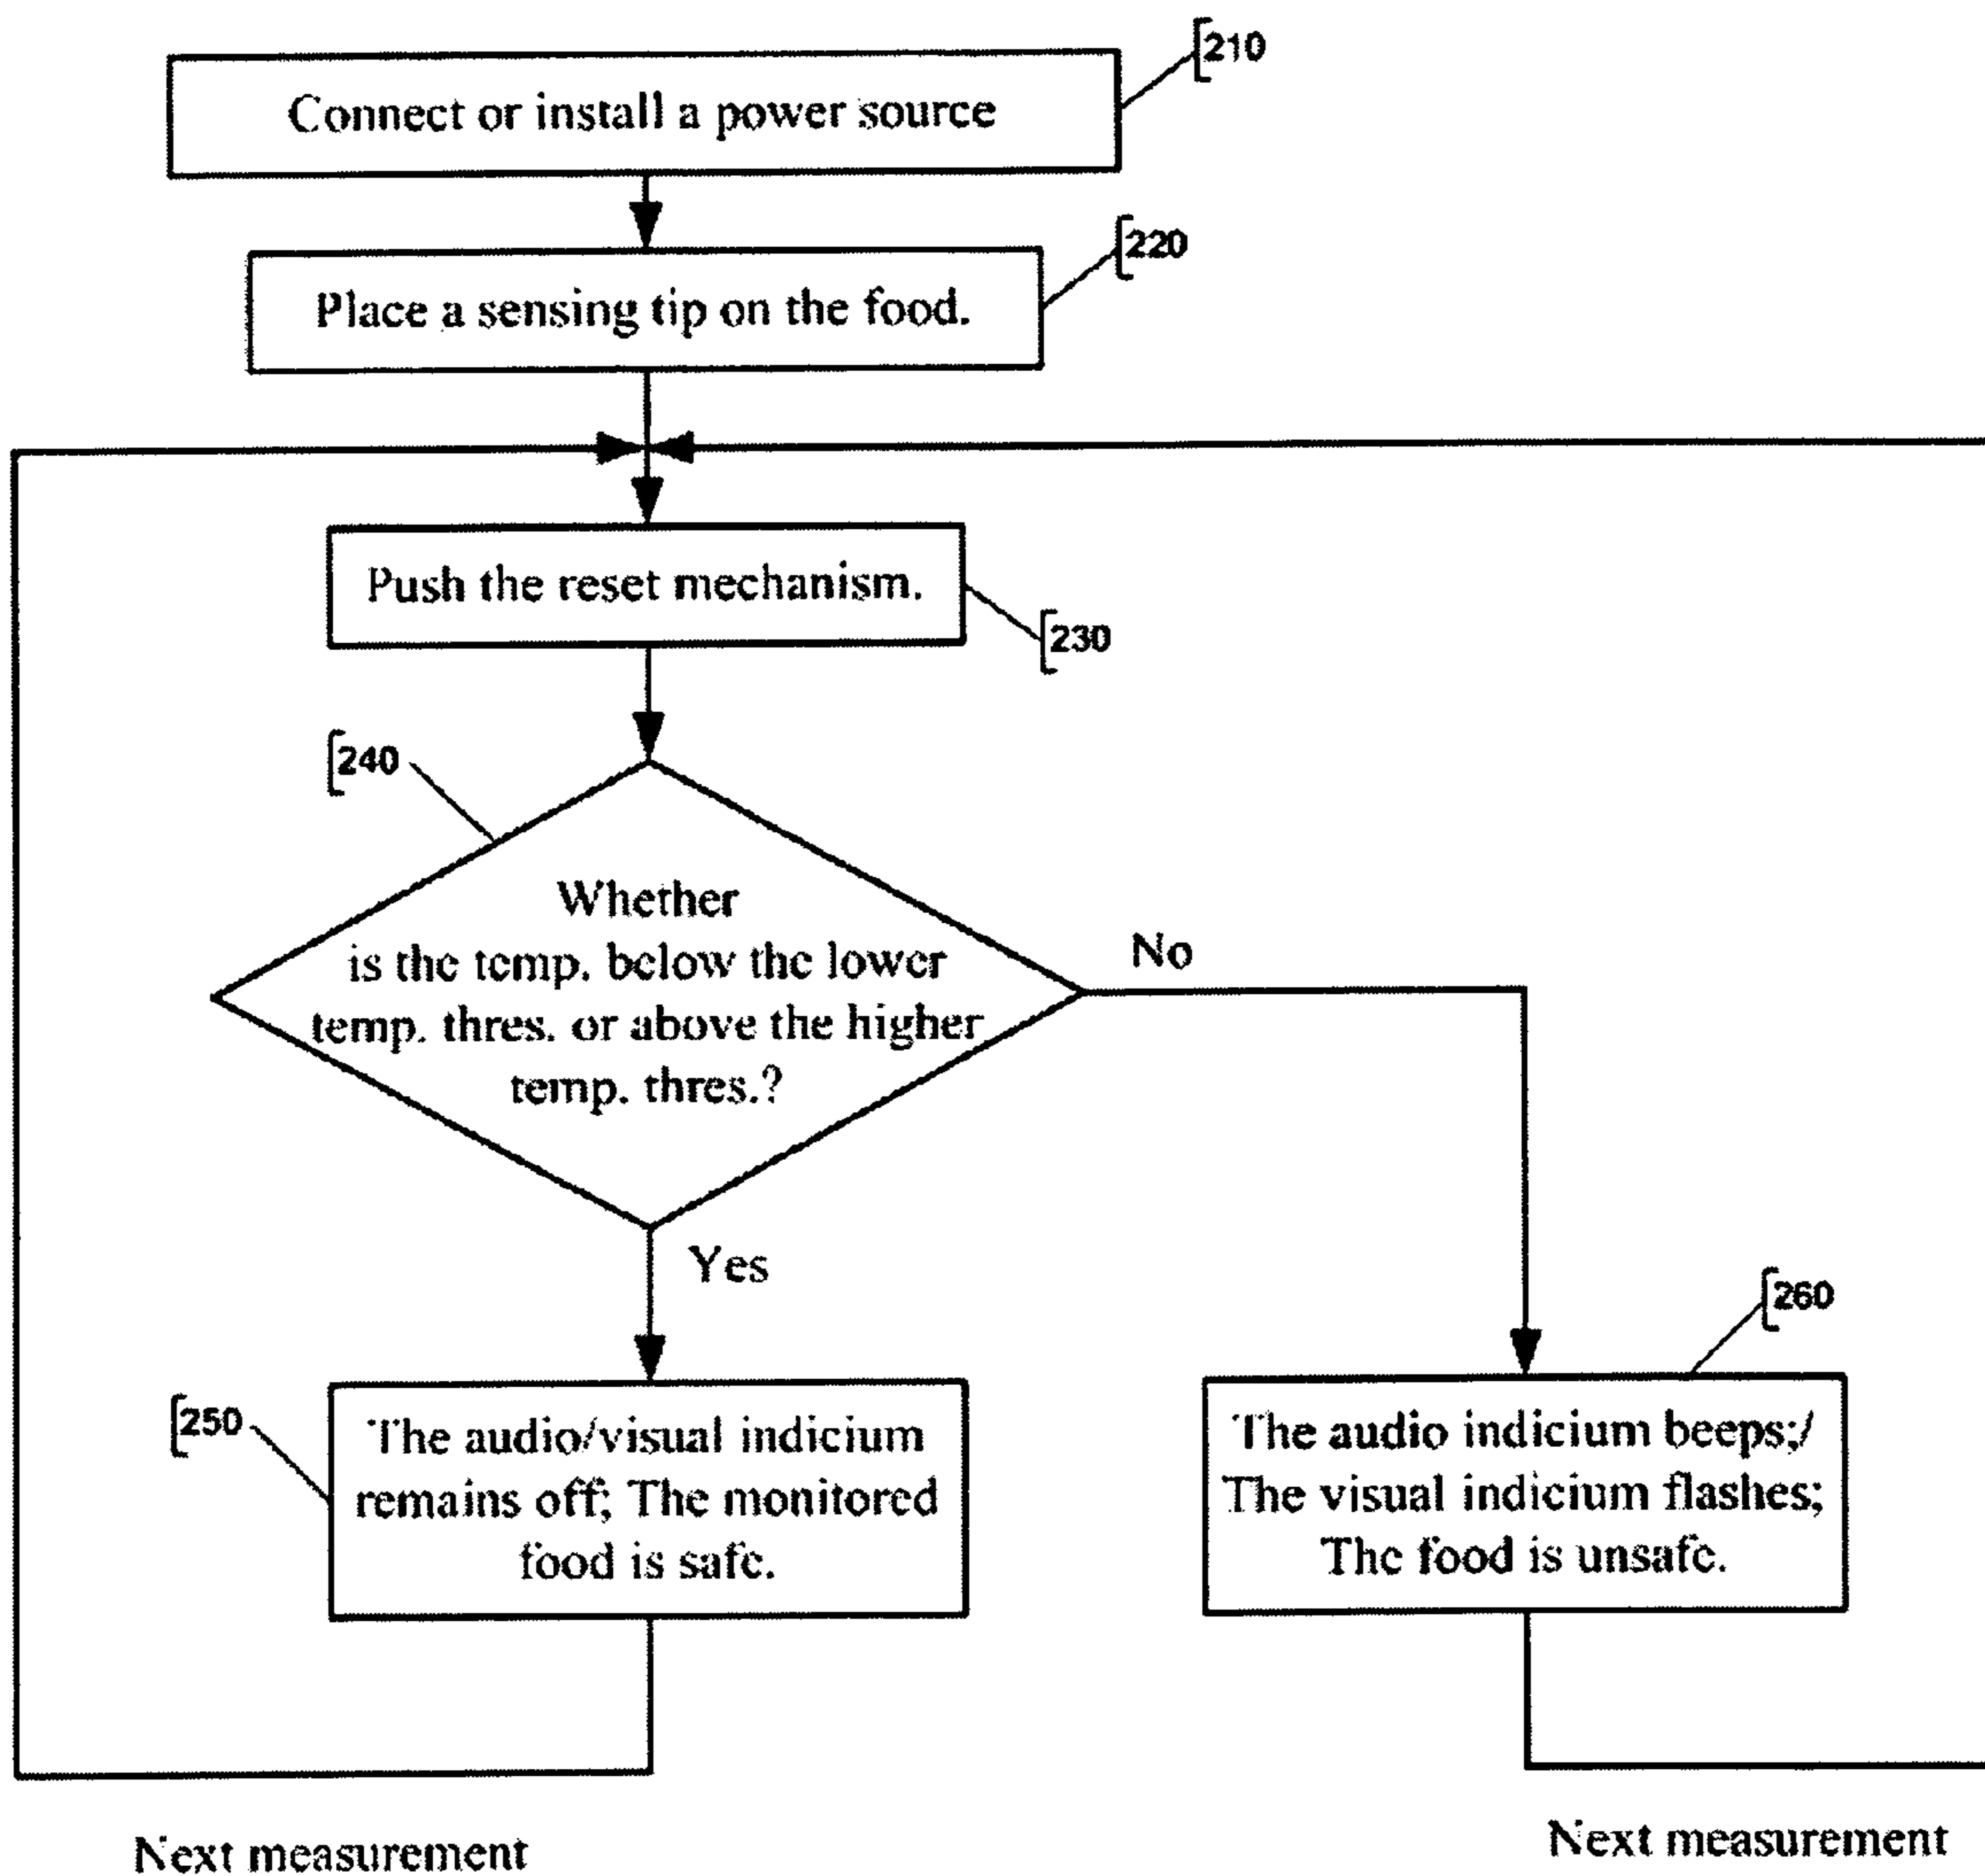 210
Connect or install a power source
220
Place a sensing tip on the food.
Push the reset mechanism.
230
240
Whether
is the temp. below the lower
temp. thres. or above the higher
temp. thres.?
No
Yes
250
The audio/visual indicium
remains off; The monitored
food is safe.
260
The audio indicium beeps;/
The visual indicium flashes;
The food is unsafe.
Next measurement
Next measurement